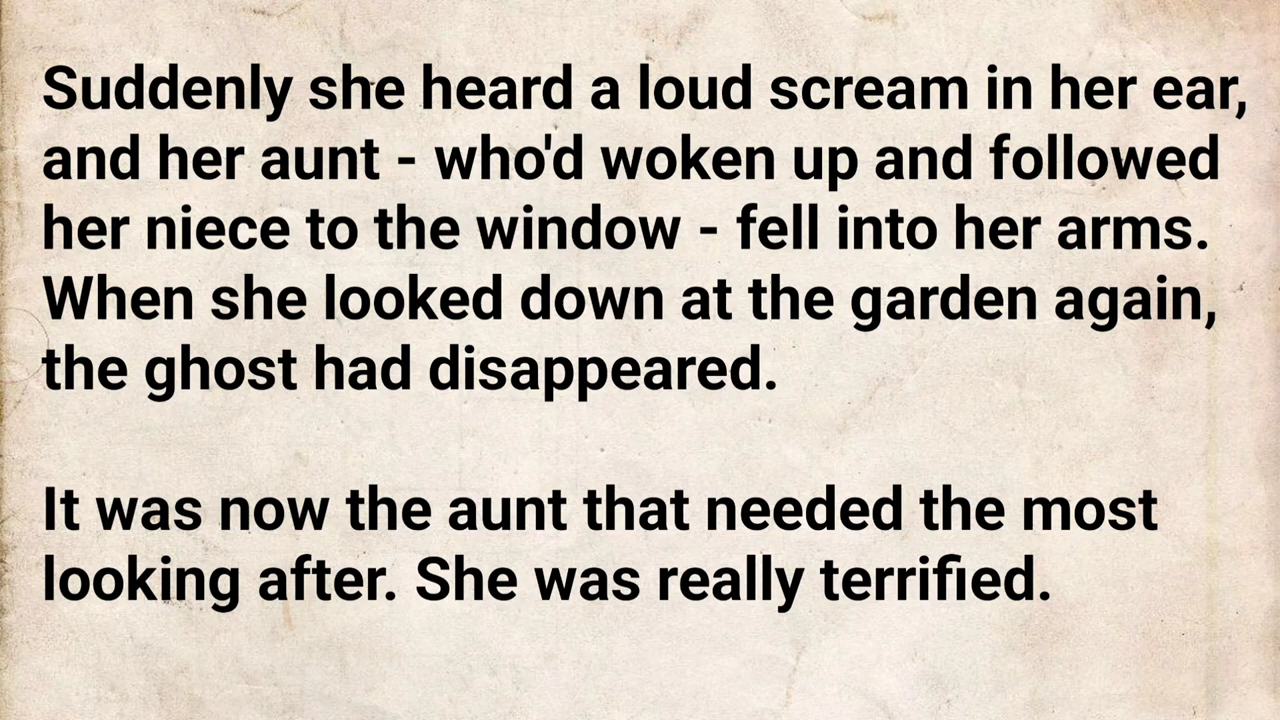 Suddenly she heard a loud scream in her ear,
and her aunt - who'd woken up and followed
her niece to the window - fell into her arms.
When she looked down at the garden again,
the ghost had disappeared.
It was now the aunt that needed the most
looking after. She was really terrified.